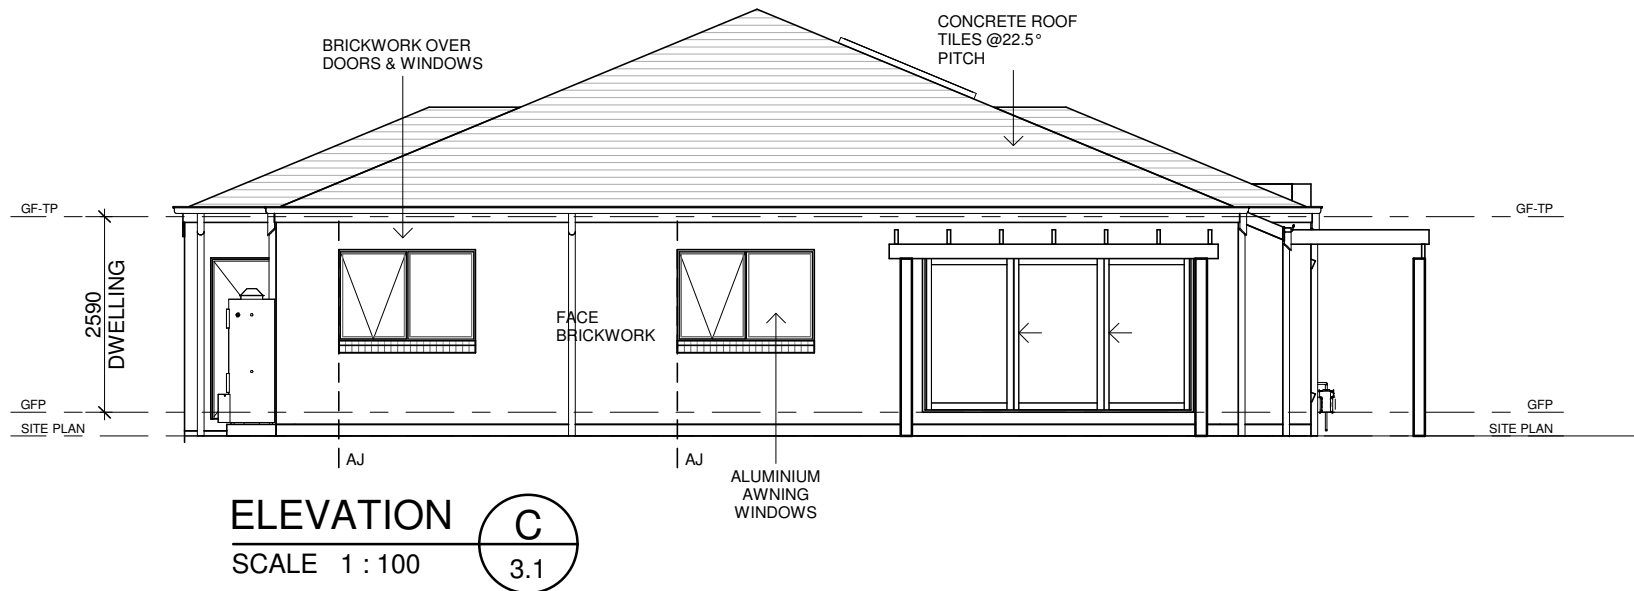 BRICKWORK OVER
DOORS & WINDOWS
CONCRETE ROOF
TILES @22.5°
PITCH
GF-TP
GF-TP
2590
DWELLING
FACE
BRICKWORK
GFP
GFP
SITE PLAN
SITE PLAN
AJ
AJ
ALUMINIUM
AWNING
WINDOWS
ELEVATION
C
SCALE 1 : 100
3.1